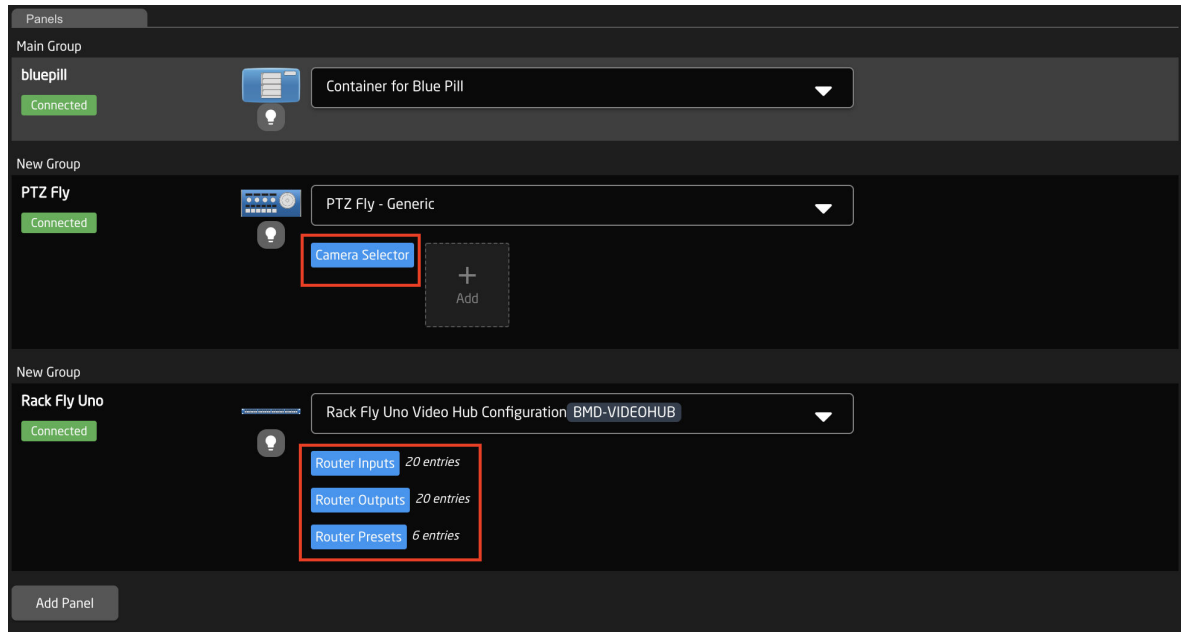 Panels
Main Group
bluepill
Connected
Container for Blue Pill
New Group
PTZ Fly
Connected
PTZ Fly - Generic
Camera Selector
Add
New Group
Rack Fly Uno
Connected
Rack Fly Uno Video Hub Configuration BMD-VIDEOHUB
Router Inputs 20 entries
Router Outputs 20 entries
Router Presets 6 entries
Add Panel